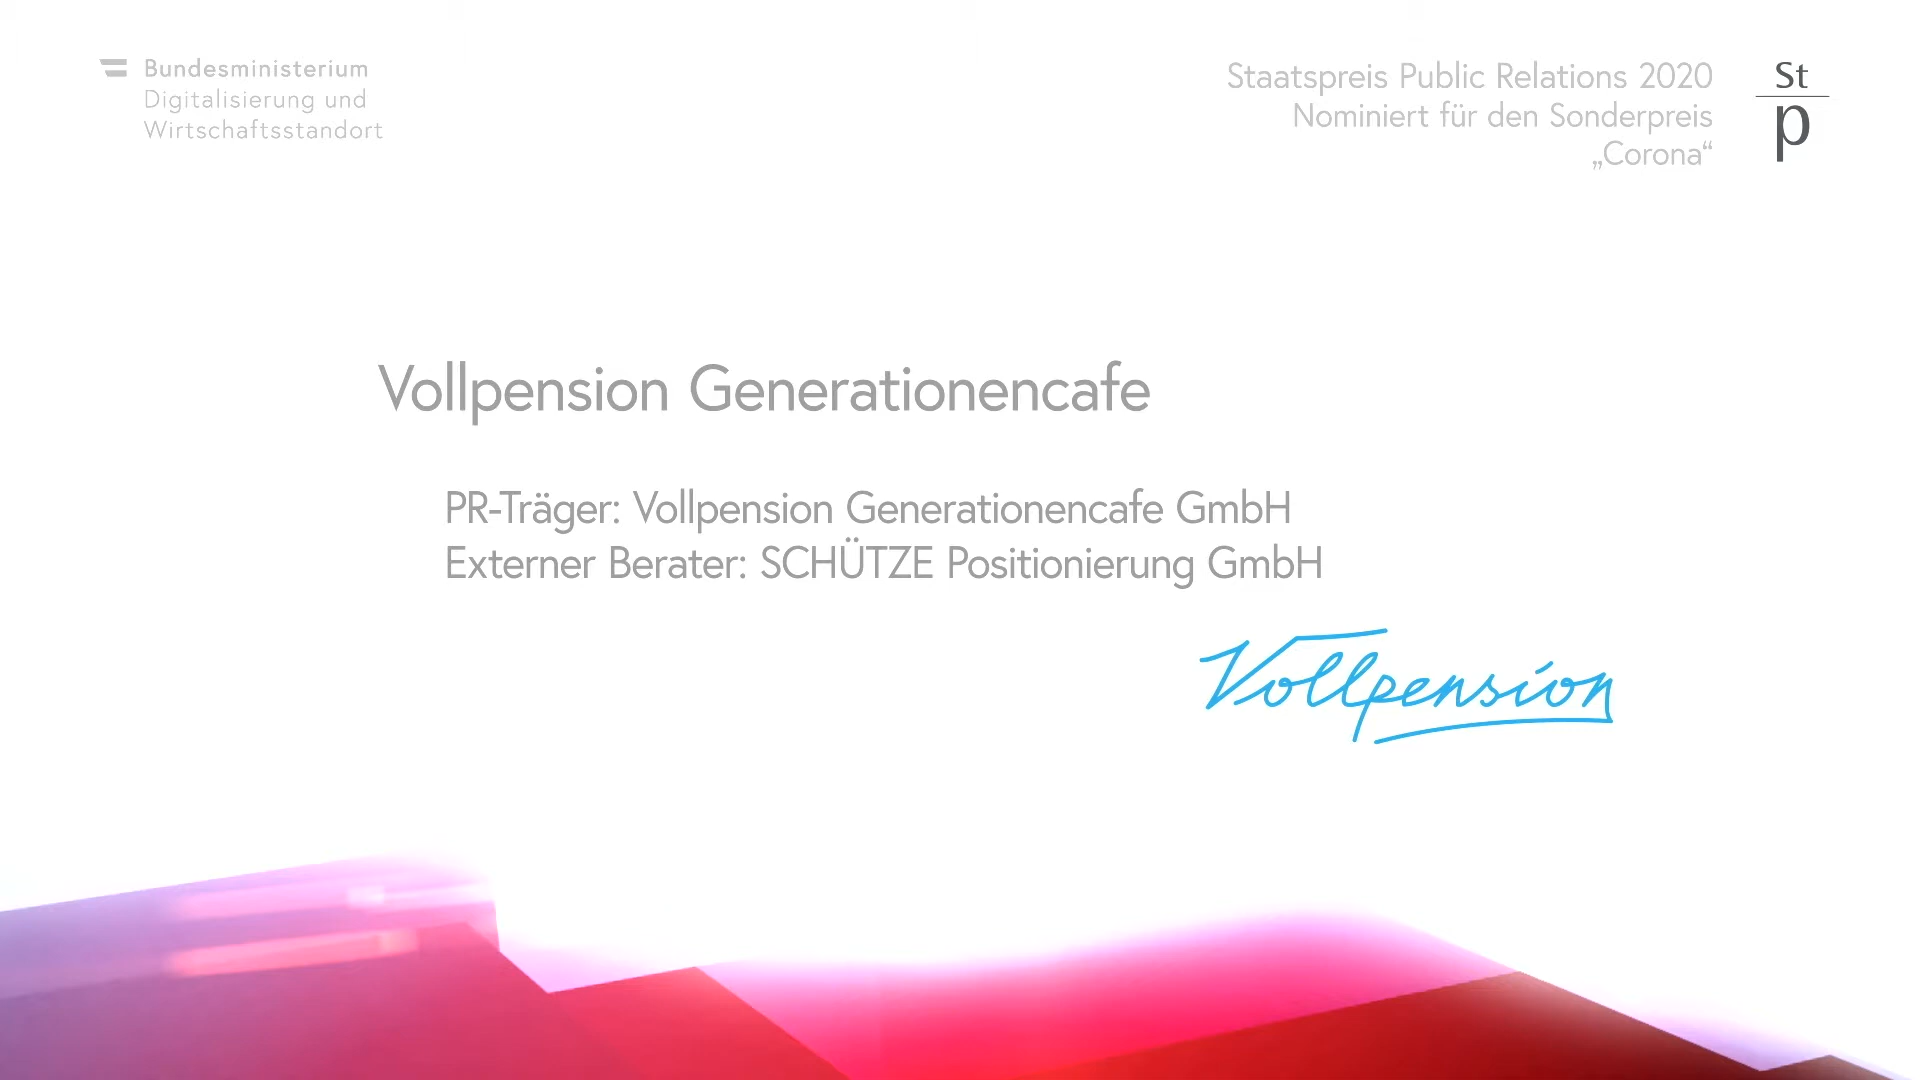 Bundesministerium
Digitalisierung und
Wirtschaftsstandort
Staatspreis Public Relations 2020
Nominiert für den Sonderpreis
„Corona“
St
p
Vollpension Generationencafe
PR-Träger: Vollpension Generationencafe GmbH
Externer Berater: SCHÜTZE Positionierung GmbH
Vollpension